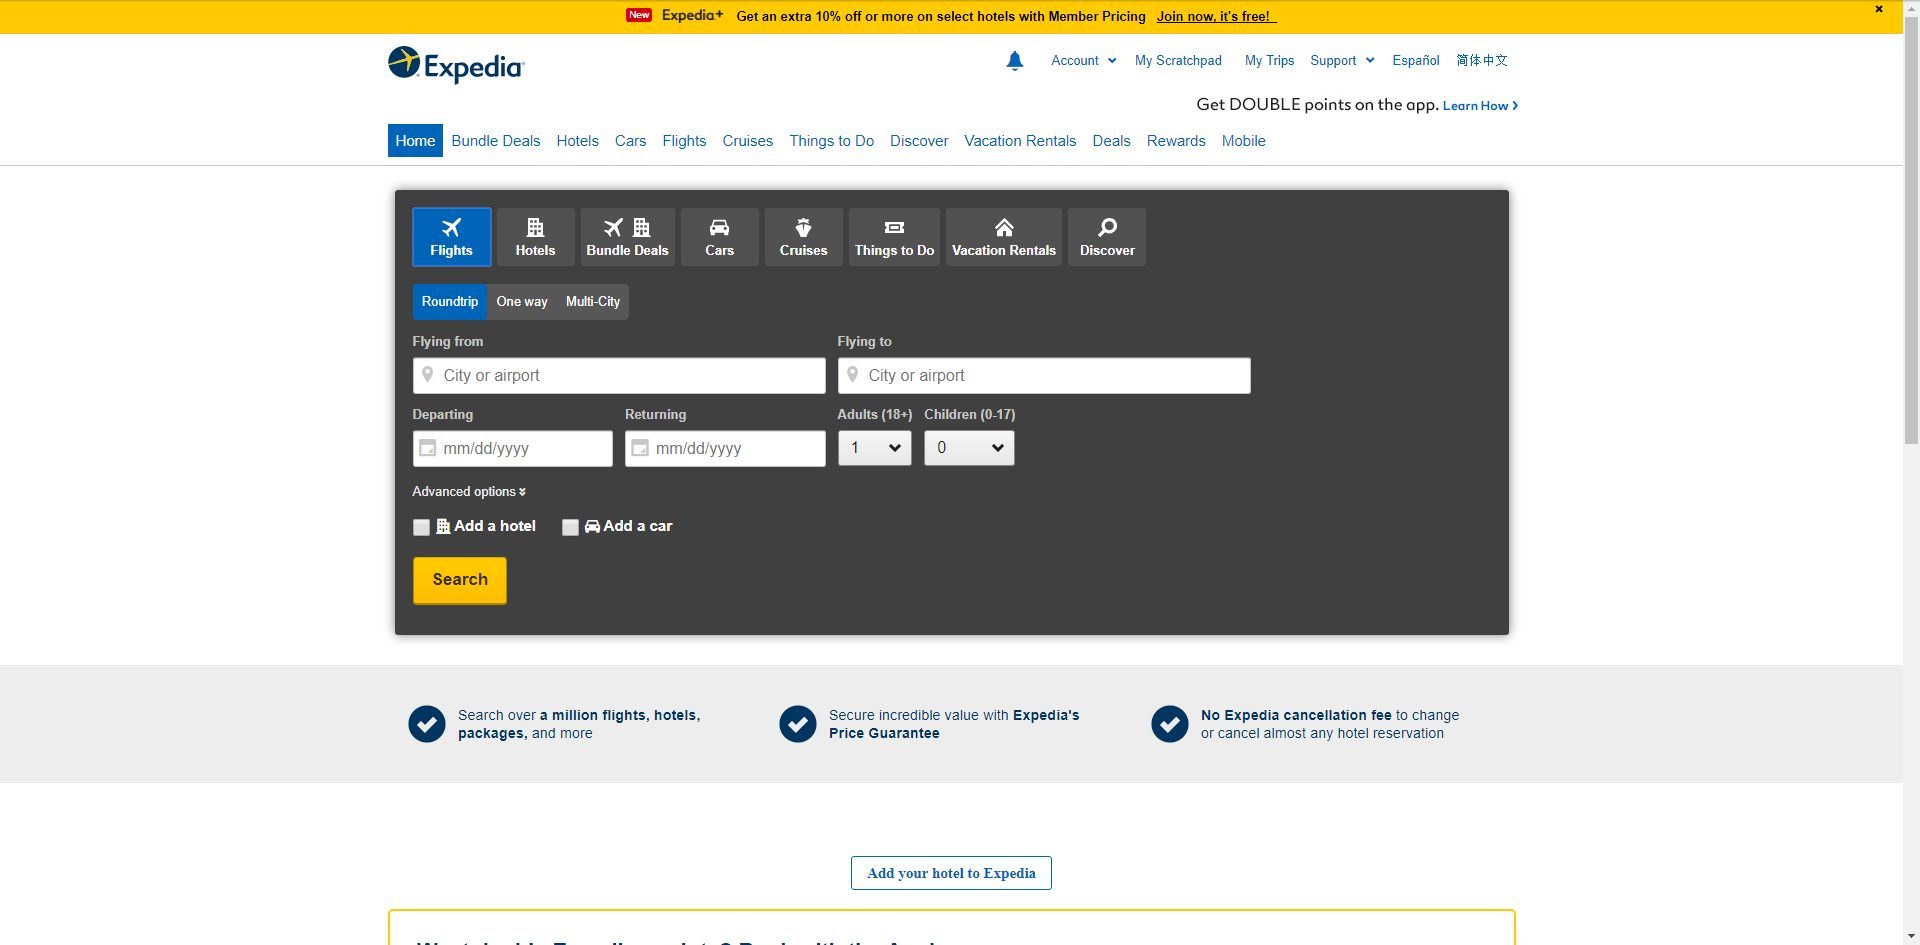 New Expedia+ Get an extra 10% off or more on select hotels with Member Pricing Join now, it's free!
Expedia
Account My Scratchpad My Trips Support Español 简体中文
Get DOUBLE points on the app. Learn How
Home Bundle Deals Hotels Cars Flights Cruises Things to Do Discover Vacation Rentals Deals Rewards Mobile
Flights Hotels Bundle Deals Cars Cruises Things to Do Vacation Rentals Discover
Roundtrip One way Multi-City
Flying from Flying to
City or airport City or airport
Departing Returning Adults (18+) Children (0-17)
mm/dd/yyyy mm/dd/yyyy 1 0
Advanced options
Add a hotel Add a car
Search
Search over a million flights, hotels,
packages, and more
Secure incredible value with Expedia's
Price Guarantee
No Expedia cancellation fee to change
or cancel almost any hotel reservation
Add your hotel to Expedia